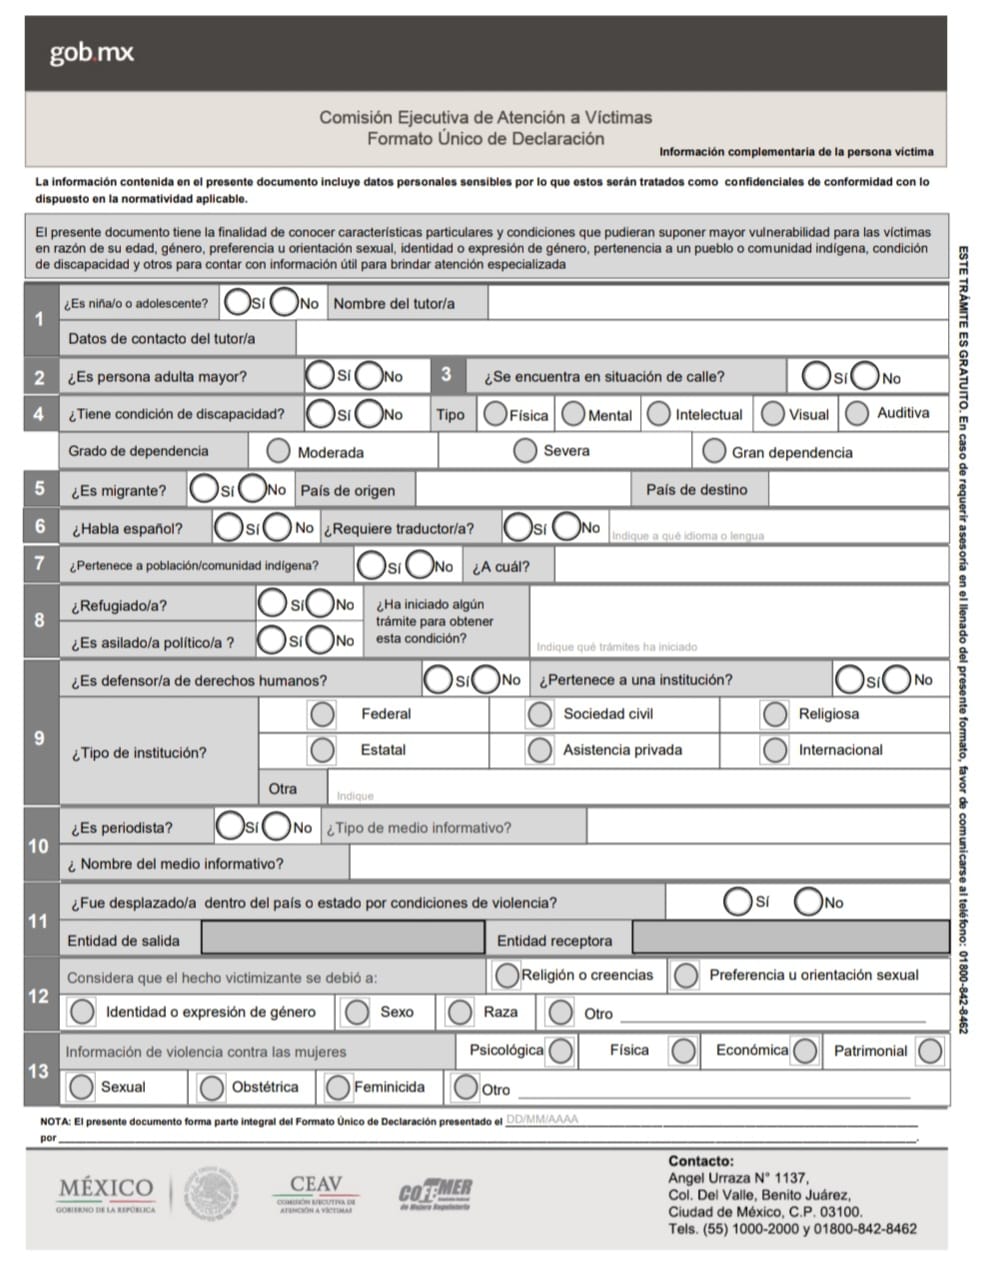 gob.mx
Comisión Ejecutiva de Atención a Víctimas
Formato Único de Declaración
Información complementaria de la persona víctima
La información contenida en el presente documento incluye datos personales sensibles por lo que estos serán tratados como confidenciales de conformidad con lo
dispuesto en la normatividad aplicable.
El presente documento tiene la finalidad de conocer características particulares y condiciones que pudieran suponer mayor vulnerabilidad para las víctimas
en razón de su edad, género, preferencia u orientación sexual, identidad o expresión de género, pertenencia a un pueblo o comunidad indígena, condición
de discapacidad y otros para contar con información útil para brindar atención especializada
1 ¿Es niña/o o adolescente? Sí No Nombre del tutor/a
Datos de contacto del tutor/a
2 ¿Es persona adulta mayor? Sí No 3 ¿Se encuentra en situación de calle? Sí No
4 ¿Tiene condición de discapacidad? Sí No Tipo Física Mental Intelectual Visual Auditiva
Grado de dependencia Moderada Severa Gran dependencia
5 ¿Es migrante? Sí No País de origen País de destino
6 ¿Habla español? Sí No ¿Requiere traductor/a? Sí No Indique a qué idioma o lengua
7 ¿Pertenece a población/comunidad indígena? Sí No ¿A cuál?
8 ¿Refugiado/a? Sí No ¿Ha iniciado algún
trámite para obtener
¿Es asilado/a político/a ? Sí No esta condición? Indique qué trámites ha iniciado
9 ¿Es defensor/a de derechos humanos? Sí No ¿Pertenece a una institución? Sí No
¿Tipo de institución? Federal Sociedad civil Religiosa
Estatal Asistencia privada Internacional
Otra Indique
10 ¿Es periodista? Sí No ¿Tipo de medio informativo?
¿ Nombre del medio informativo?
11 ¿Fue desplazado/a dentro del país o estado por condiciones de violencia? Sí No
Entidad de salida Entidad receptora
12 Considera que el hecho victimizante se debió a: Religión o creencias Preferencia u orientación sexual
Identidad o expresión de género Sexo Raza Otro
13 Información de violencia contra las mujeres Psicológica Física Económica Patrimonial
Sexual Obstétrica Feminicida Otro
NOTA: El presente documento forma parte integral del Formato Único de Declaración presentado el DD/MM/AAAA
por
ESTE TRÁMITE ES GRATUITO. En caso de requerir asesoría en el llenado del presente formato, favor de comunicarse al teléfono: 01800-842-8462
MÉXICO
GOBIERNO DE LA REPÚBLICA
CEAV
COMISIÓN EJECUTIVA DE
ATENCIÓN A VÍCTIMAS
COFEMER
de Mejora Regulatoria
Contacto:
Angel Urraza N° 1137,
Col. Del Valle, Benito Juárez,
Ciudad de México, C.P. 03100.
Tels. (55) 1000-2000 y 01800-842-8462